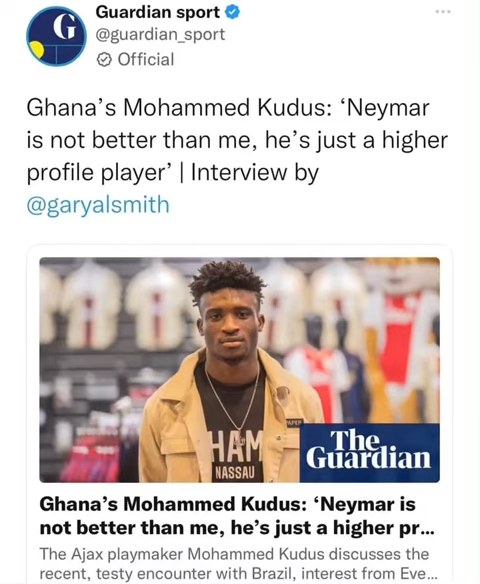 Guardian sport
@guardian_sport
Official
Ghana’s Mohammed Kudus: ‘Neymar
is not better than me, he’s just a higher
profile player’ | Interview by
@garyalsmith
HAM
NASSAU
The
Guardian
Ghana’s Mohammed Kudus: ‘Neymar is
not better than me, he’s just a higher pr...
The Ajax playmaker Mohammed Kudus discusses the
recent, testy encounter with Brazil, interest from Eve...